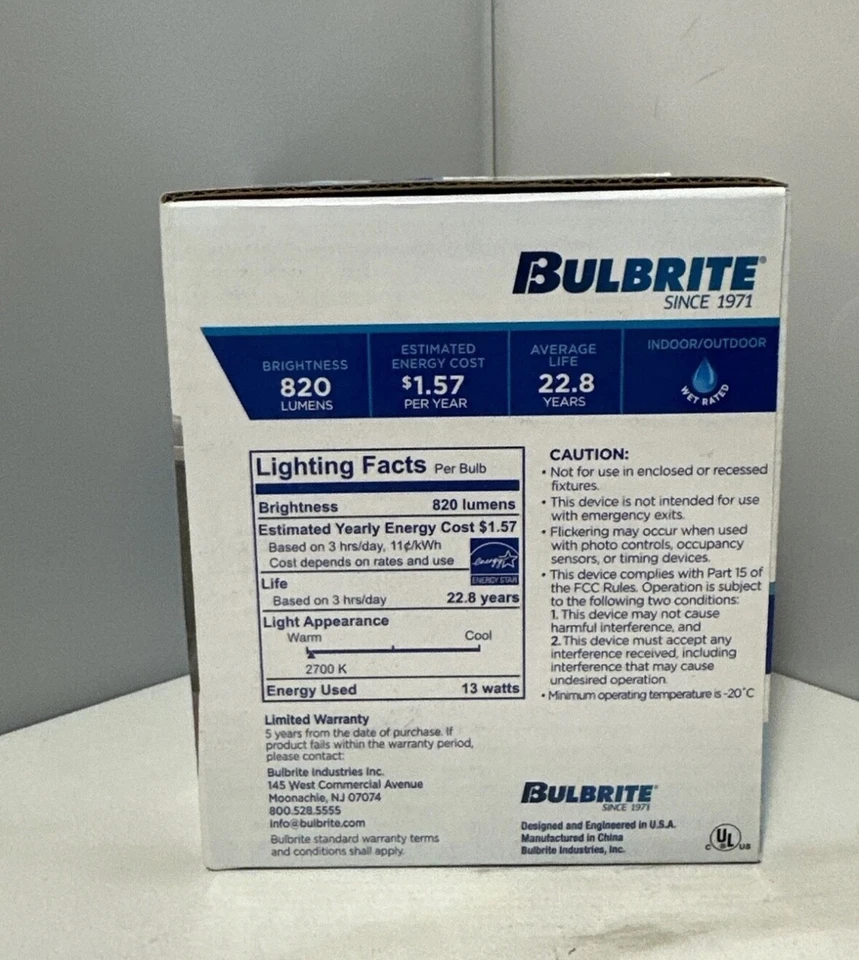 BULBRITE®
SINCE 1971
BRIGHTNESS
820
LUMENS
ESTIMATED
ENERGY COST
$1.57
PER YEAR
AVERAGE
LIFE
22.8
YEARS
INDOOR/OUTDOOR
WET RATED
Lighting Facts Per Bulb
Brightness 820 lumens
Estimated Yearly Energy Cost $1.57
Based on 3 hrs/day, 11¢/kWh
Cost depends on rates and use
energy
ENERGY STAR
Life
Based on 3 hrs/day 22.8 years
Light Appearance
Warm Cool
2700 K
Energy Used 13 watts
CAUTION:
• Not for use in enclosed or recessed
fixtures.
• This device is not intended for use
with emergency exits.
• Flickering may occur when used
with photo controls, occupancy
sensors, or timing devices.
• This device complies with Part 15 of
the FCC Rules. Operation is subject
to the following two conditions:
1. This device may not cause
harmful interference, and
2. This device must accept any
interference received, including
interference that may cause
undesired operation.
• Minimum operating temperature is -20°C
Limited Warranty
5 years from the date of purchase. If
product fails within the warranty period,
please contact:
Bulbrite Industries Inc.
145 West Commercial Avenue
Moonachie, NJ 07074
800.528.5555
info@bulbrite.com
Bulbrite standard warranty terms
and conditions shall apply.
BULBRITE®
SINCE 1971
Designed and Engineered in U.S.A.
Manufactured in China
Bulbrite Industries, Inc.
C UL® US